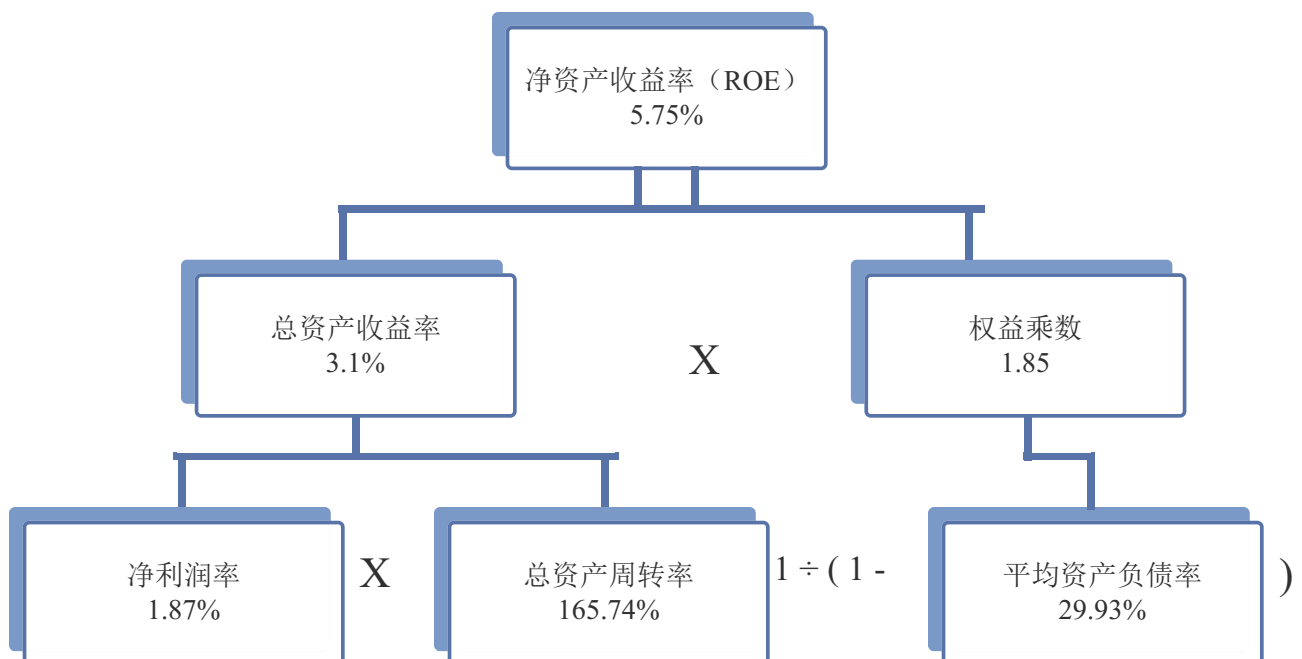 净资产收益率（ROE）
5.75%
总资产收益率
3.1%
X
权益乘数
1.85
净利润率
1.87%
X
总资产周转率
165.74%
1 ÷ ( 1 -
平均资产负债率
29.93%
)